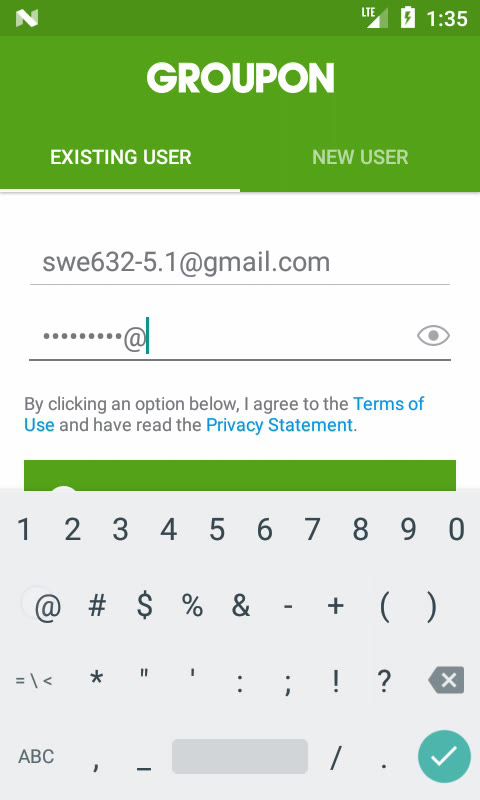 LTE 1:35
GROUPON
EXISTING USER NEW USER
swe632-5.1@gmail.com
•••••••••@
By clicking an option below, I agree to the Terms of
Use and have read the Privacy Statement.
1 2 3 4 5 6 7 8 9 0
@ # $ % & - + ( )
= \ < * " ' : ; ! ?
ABC , _ / .